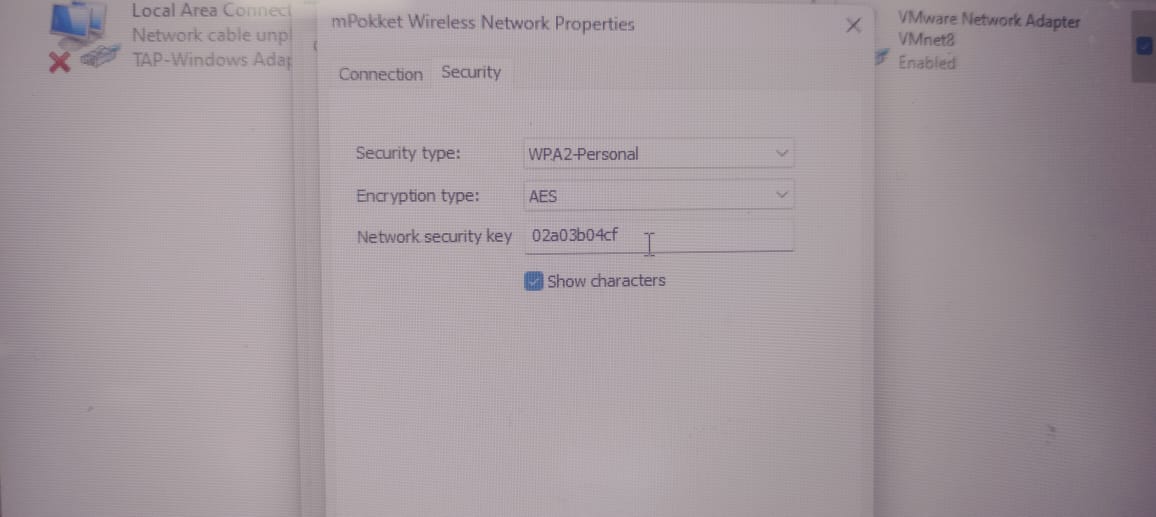 Local Area Connect
Network cable unpl
TAP-Windows Adap
mPokket Wireless Network Properties
VMware Network Adapter
VMnet8
Enabled
Connection
Security
Security type:
WPA2-Personal
Encryption type:
AES
Network security key
02a03b04cf
Show characters